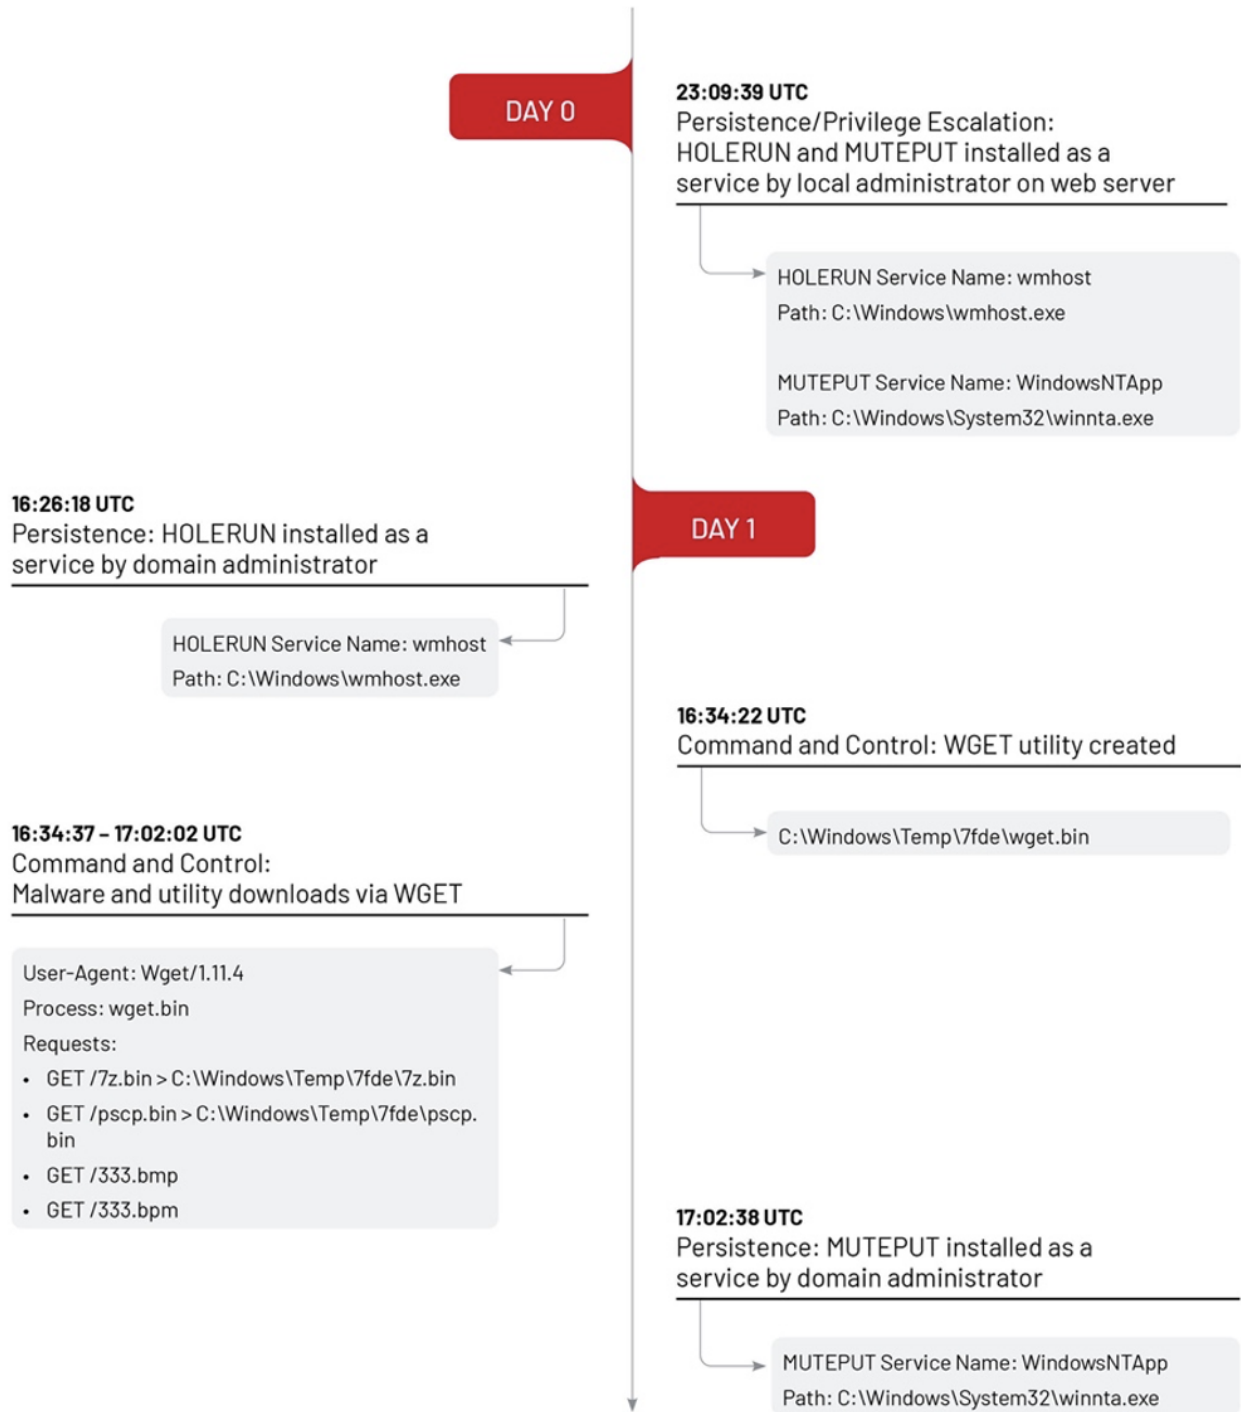 DAY 0
23:09:39 UTC
Persistence/Privilege Escalation:
HOLERUN and MUTEPUT installed as a
service by local administrator on web server
HOLERUN Service Name: wmhost
Path: C:\Windows\wmhost.exe
MUTEPUT Service Name: WindowsNTApp
Path: C:\Windows\System32\winnta.exe
DAY 1
16:26:18 UTC
Persistence: HOLERUN installed as a
service by domain administrator
HOLERUN Service Name: wmhost
Path: C:\Windows\wmhost.exe
16:34:22 UTC
Command and Control: WGET utility created
C:\Windows\Temp\7fde\wget.bin
16:34:37 – 17:02:02 UTC
Command and Control:
Malware and utility downloads via WGET
User-Agent: Wget/1.11.4
Process: wget.bin
Requests:
• GET /7z.bin > C:\Windows\Temp\7fde\7z.bin
• GET /pscp.bin > C:\Windows\Temp\7fde\pscp.
bin
• GET /333.bmp
• GET /333.bpm
17:02:38 UTC
Persistence: MUTEPUT installed as a
service by domain administrator
MUTEPUT Service Name: WindowsNTApp
Path: C:\Windows\System32\winnta.exe